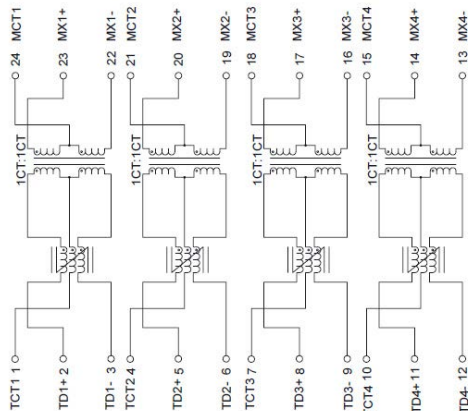 24 MCT1
23 MX1+
22 MX1-
21 MCT2
20 MX2+
19 MX2-
18 MCT3
17 MX3+
16 MX3-
15 MCT4
14 MX4+
13 MX4-
1CT:1CT
1CT:1CT
1CT:1CT
1CT:1CT
TCT1 1
TD1+ 2
TD1- 3
TCT2 4
TD2+ 5
TD2- 6
TCT3 7
TD3+ 8
TD3- 9
TCT4 10
TD4+ 11
TD4- 12